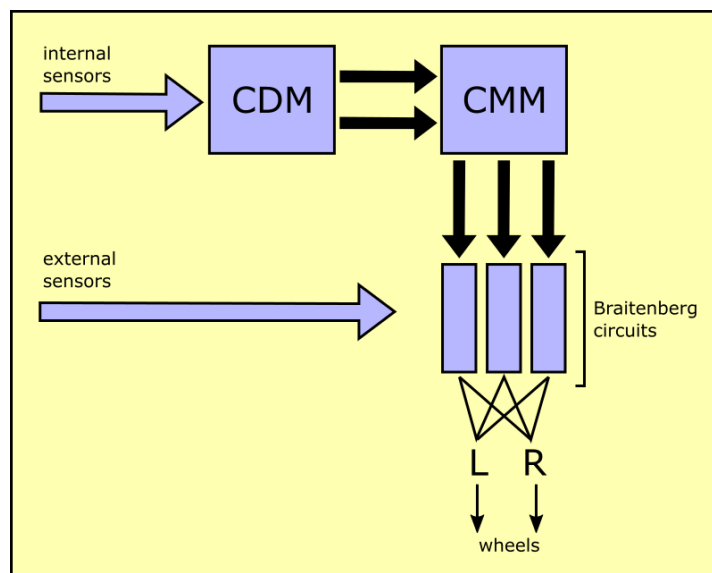 internal
sensors
CDM
CMM
external
sensors
Braitenberg
circuits
L R
wheels